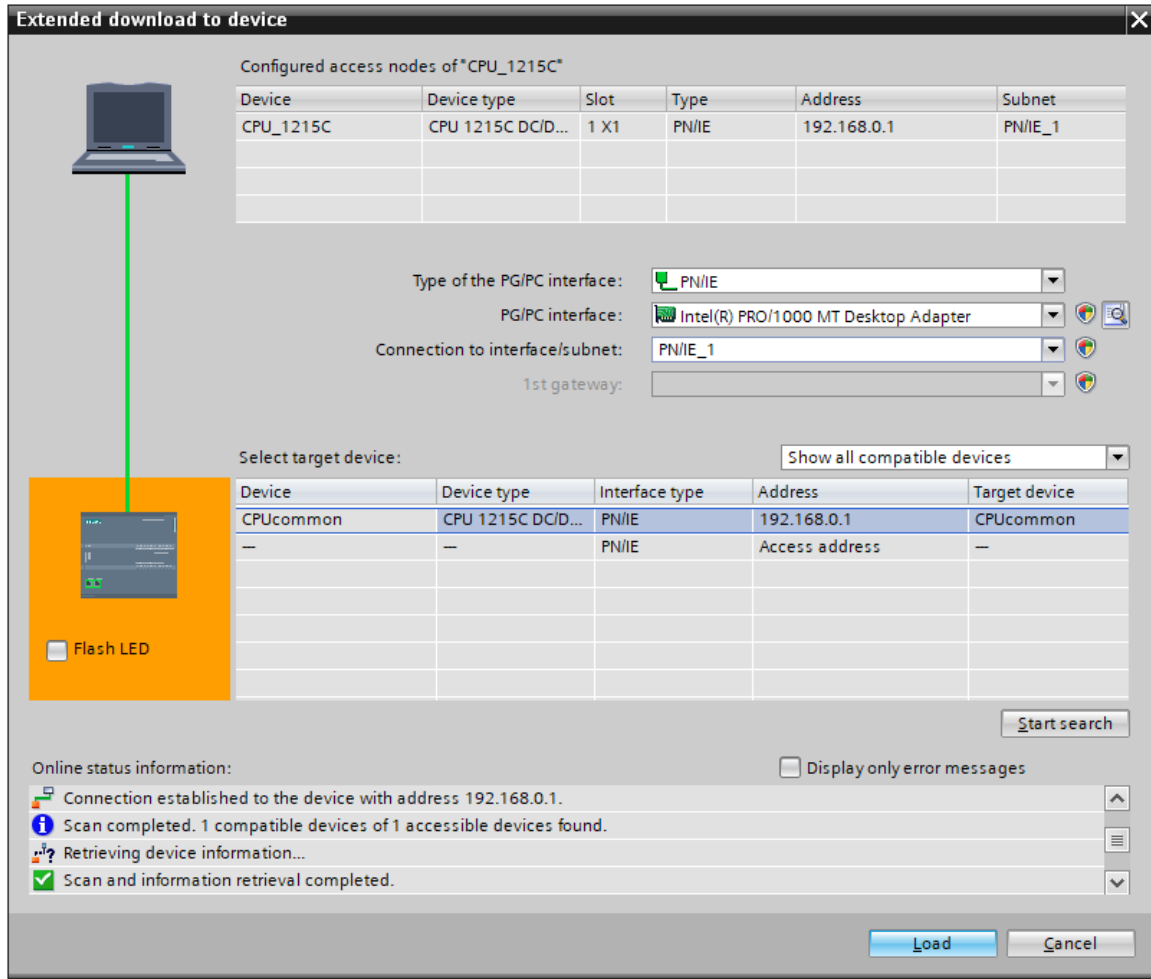 Extended download to device
Configured access nodes of "CPU_1215C"
Device Device type Slot Type Address Subnet
CPU_1215C CPU 1215C DC/D... 1 X1 PN/IE 192.168.0.1 PN/IE_1
Type of the PG/PC interface: PN/IE
PG/PC interface: Intel(R) PRO/1000 MT Desktop Adapter
Connection to interface/subnet: PN/IE_1
1st gateway:
Select target device: Show all compatible devices
Device Device type Interface type Address Target device
CPUcommon CPU 1215C DC/D... PN/IE 192.168.0.1 CPUcommon
— — PN/IE Access address —
Flash LED
Start search
Online status information: Display only error messages
Connection established to the device with address 192.168.0.1.
Scan completed. 1 compatible devices of 1 accessible devices found.
Retrieving device information...
Scan and information retrieval completed.
Load Cancel